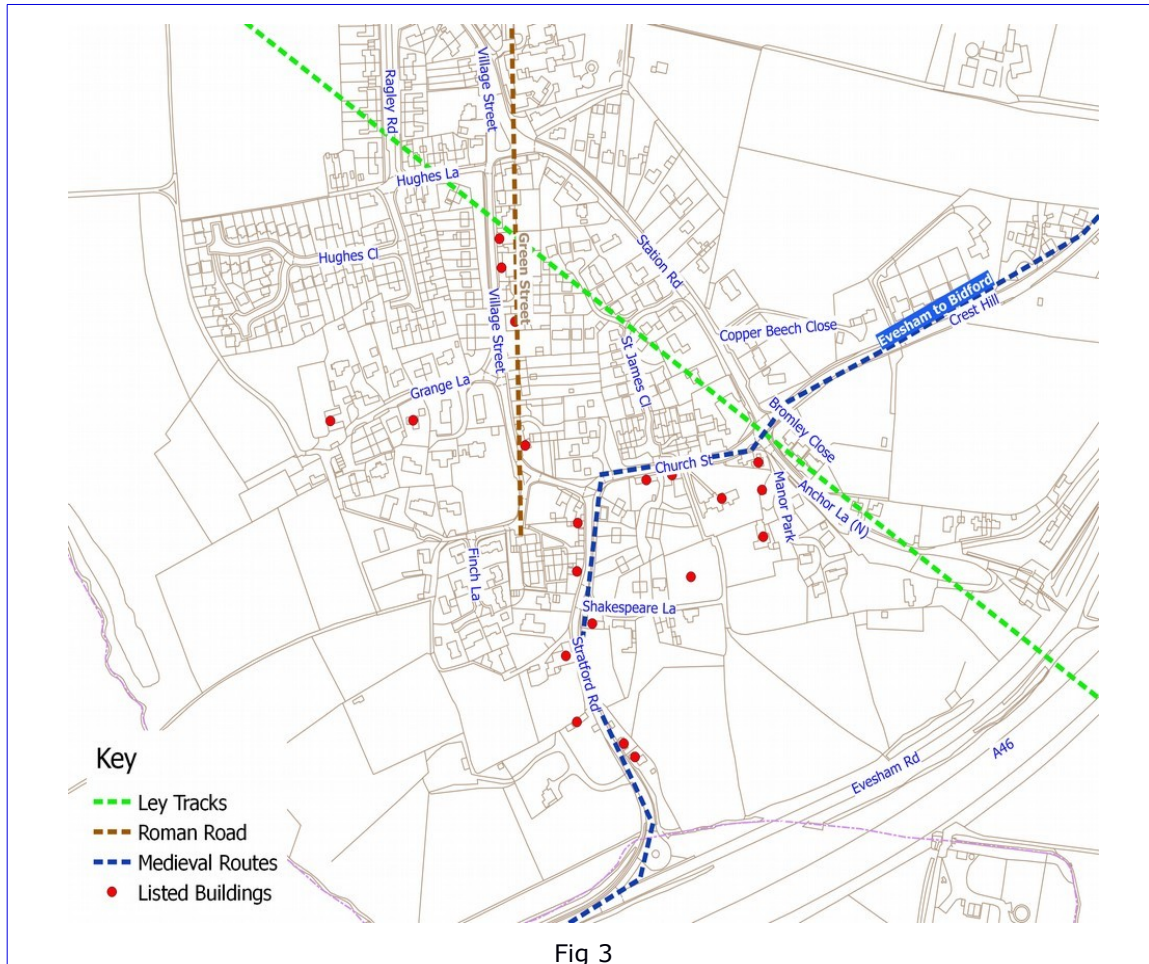 Village Street
Ragley Rd
Hughes La
Green Street
Station Rd
Hughes Cl
Evesham to Bidford
Crest Hill
Village Street
Copper Beech Close
St James Cl
Grange La
Bromley Close
Church St
Anchor La (N)
Manor Park
Finch La
Shakespeare La
Stratford Rd
A46
Evesham Rd
Key
Ley Tracks
Roman Road
Medieval Routes
Listed Buildings
Fig 3